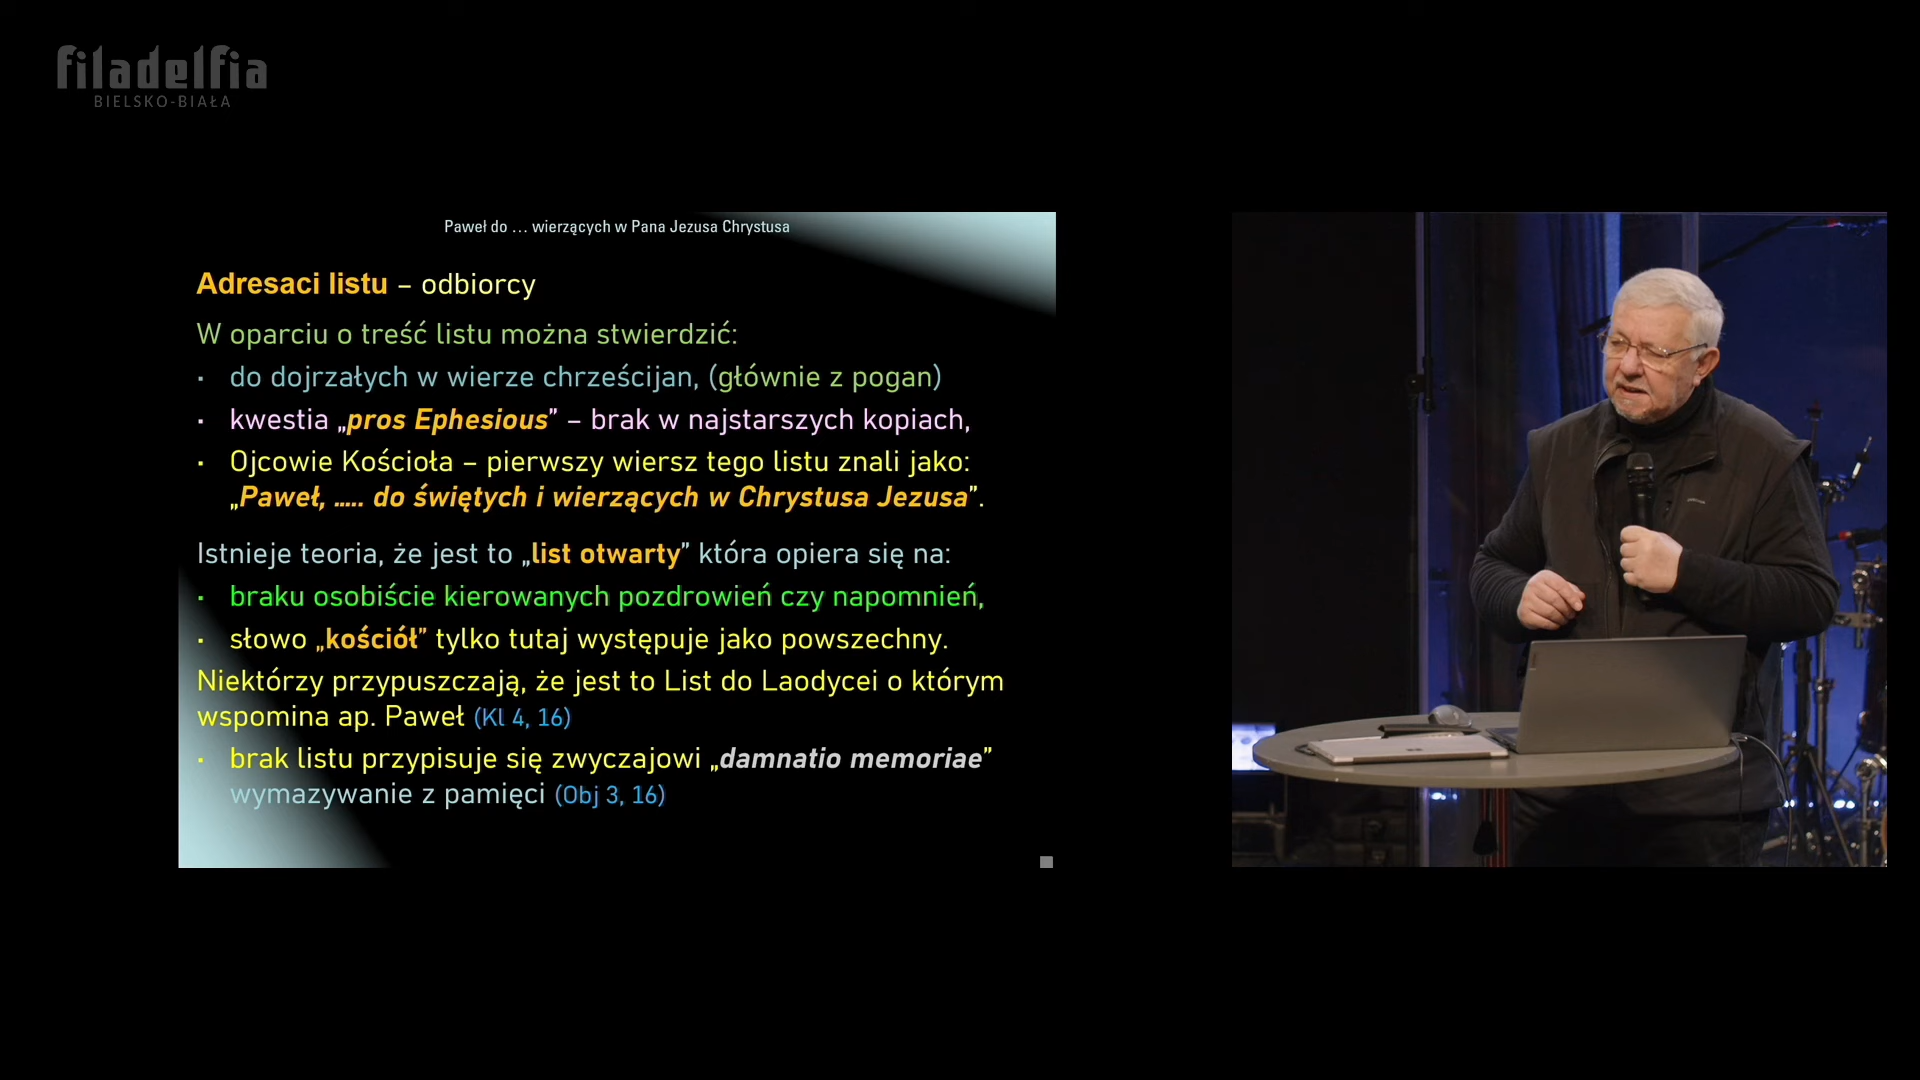 filadelfia
BIELSKO-BIAŁA
Paweł do … wierzących w Pana Jezusa Chrystusa
Adresaci listu – odbiorcy
W oparciu o treść listu można stwierdzić:
· do dojrzałych w wierze chrześcijan, (głównie z pogan)
· kwestia „pros Ephesious” – brak w najstarszych kopiach,
· Ojcowie Kościoła – pierwszy wiersz tego listu znali jako:
„Paweł, ..... do świętych i wierzących w Chrystusa Jezusa”.
Istnieje teoria, że jest to „list otwarty” która opiera się na:
· braku osobiście kierowanych pozdrowień czy napomnień,
· słowo „kościół” tylko tutaj występuje jako powszechny.
Niektórzy przypuszczają, że jest to List do Laodycei o którym
wspomina ap. Paweł (Kl 4, 16)
· brak listu przypisuje się zwyczajowi „damnatio memoriae”
wymazywanie z pamięci (Obj 3, 16)